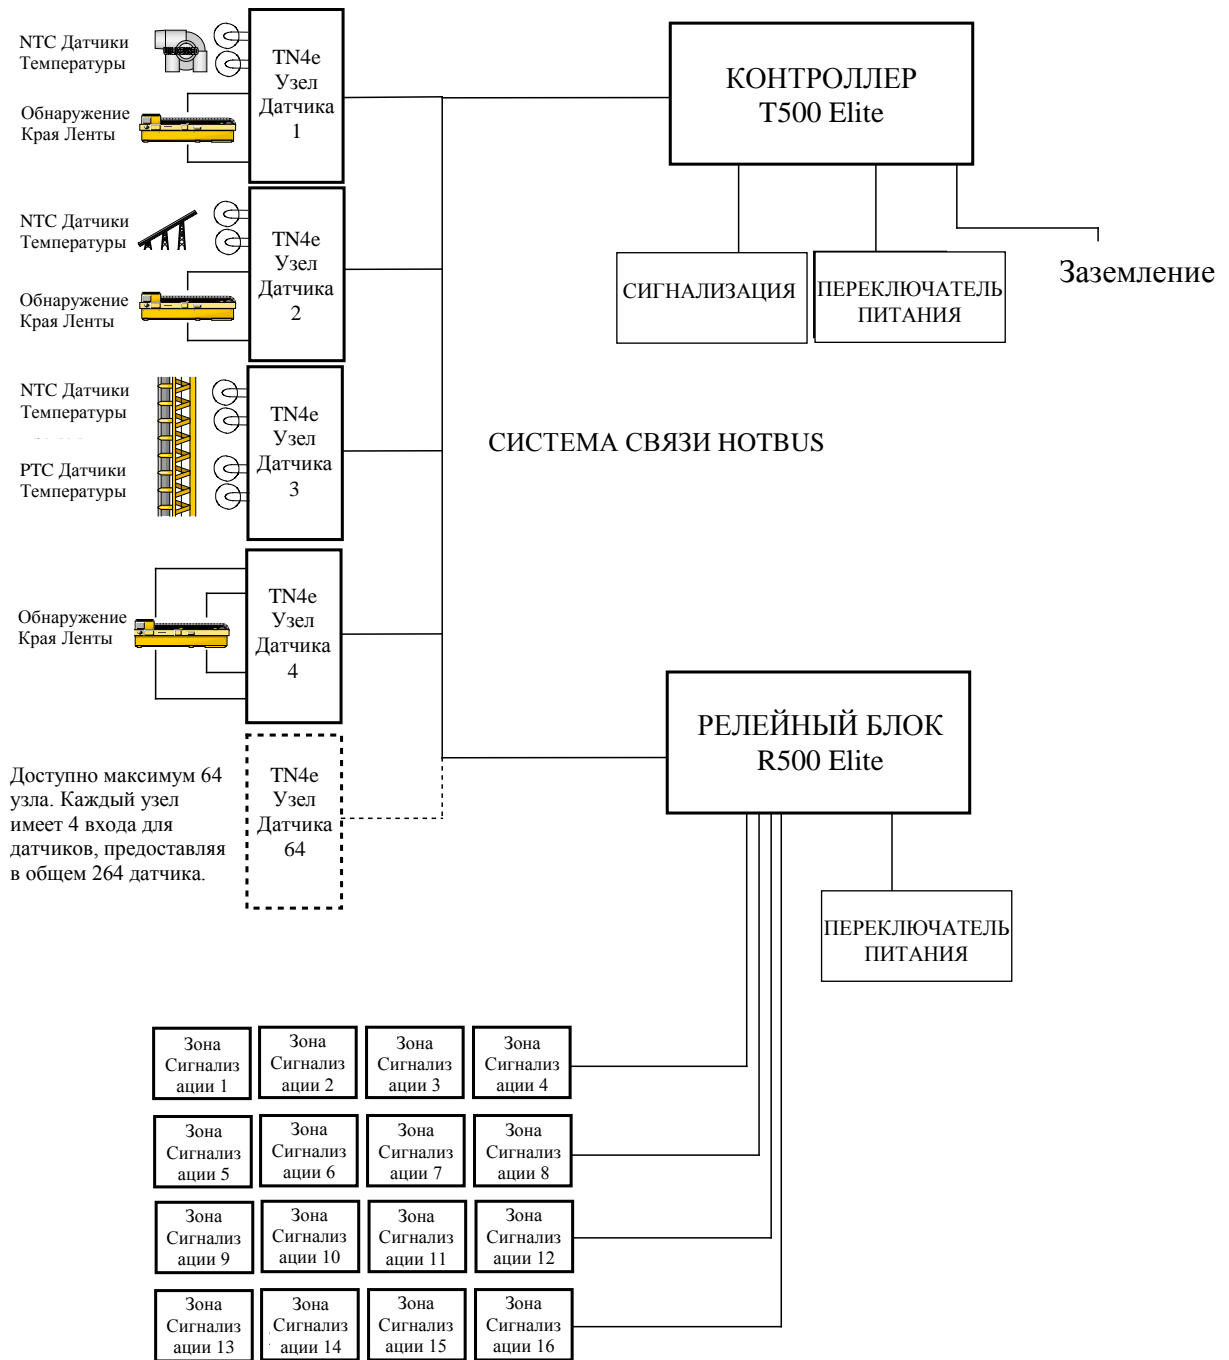 NTC Датчики
Температуры
Обнаружение
Края Ленты
TN4e
Узел
Датчика
1
КОНТРОЛЛЕР
T500 Elite
NTC Датчики
Температуры
Обнаружение
Края Ленты
TN4e
Узел
Датчика
2
СИГНАЛИЗАЦИЯ
ПЕРЕКЛЮЧАТЕЛЬ
ПИТАНИЯ
Заземление
NTC Датчики
Температуры
PTC Датчики
Температуры
TN4e
Узел
Датчика
3
СИСТЕМА СВЯЗИ HOTBUS
Обнаружение
Края Ленты
TN4e
Узел
Датчика
4
РЕЛЕЙНЫЙ БЛОК
R500 Elite
Доступно максимум 64
узла. Каждый узел
имеет 4 входа для
датчиков, предоставляя
в общем 264 датчика.
TN4e
Узел
Датчика
64
ПЕРЕКЛЮЧАТЕЛЬ
ПИТАНИЯ
Зона
Сигнализ
ации 1
Зона
Сигнализ
ации 2
Зона
Сигнализ
ации 3
Зона
Сигнализ
ации 4
Зона
Сигнализ
ации 5
Зона
Сигнализ
ации 6
Зона
Сигнализ
ации 7
Зона
Сигнализ
ации 8
Зона
Сигнализ
ации 9
Зона
Сигнализ
ации 10
Зона
Сигнализ
ации 11
Зона
Сигнализ
ации 12
Зона
Сигнализ
ации 13
Зона
Сигнализ
ации 14
Зона
Сигнализ
ации 15
Зона
Сигнализ
ации 16